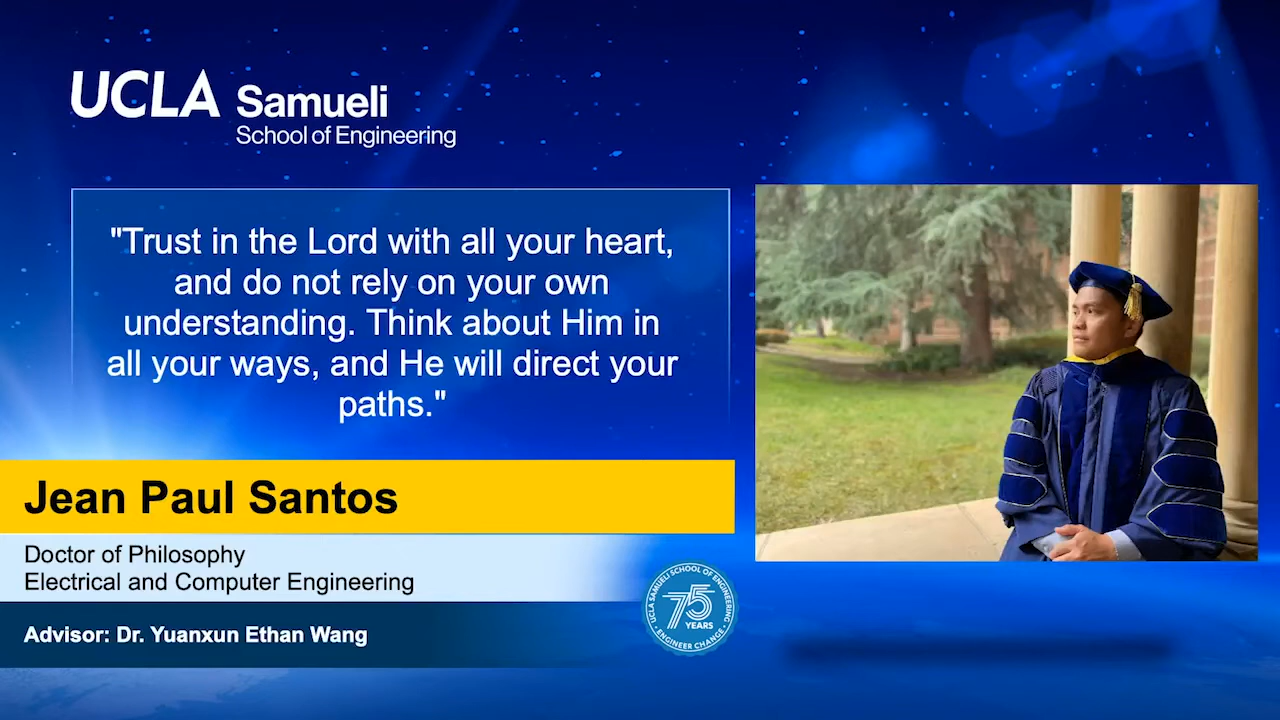 UCLA Samueli
School of Engineering
"Trust in the Lord with all your heart,
and do not rely on your own
understanding. Think about Him in
all your ways, and He will direct your
paths."
Jean Paul Santos
Doctor of Philosophy
Electrical and Computer Engineering
Advisor: Dr. Yuanxun Ethan Wang
UCLA SAMUELI SCHOOL OF ENGINEERING
75
YEARS
• ENGINEER CHANGE •